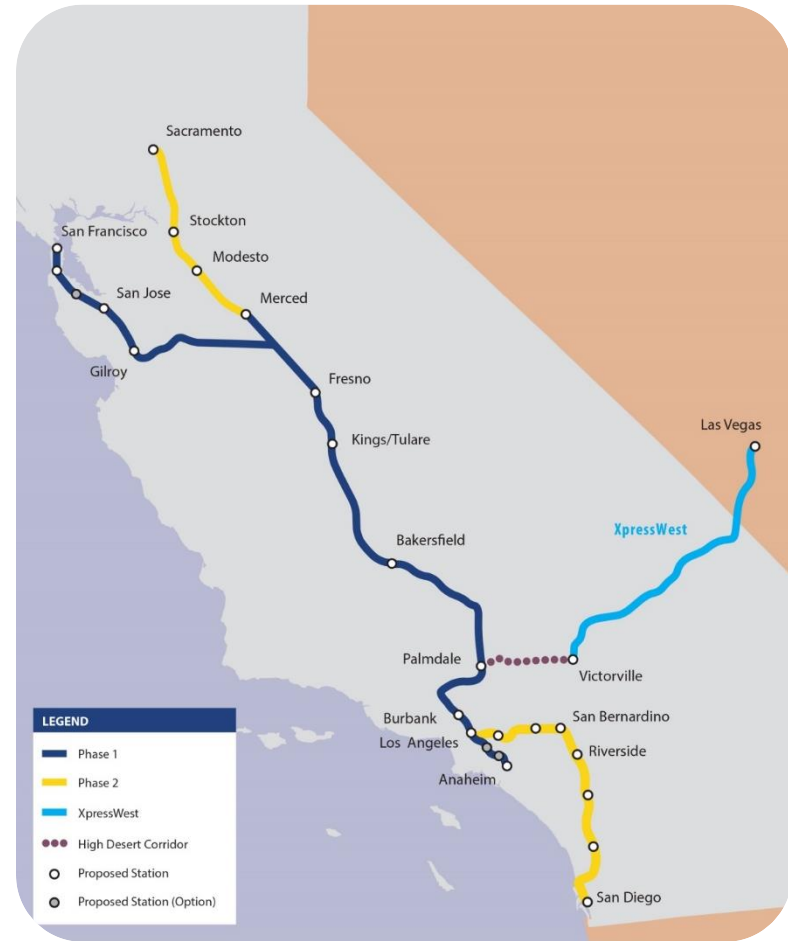 Sacramento
Stockton
San Francisco
Modesto
San Jose
Merced
Gilroy
Fresno
Las Vegas
Kings/Tulare
XpressWest
Bakersfield
Palmdale
Victorville
Burbank
San Bernardino
Los Angeles
Riverside
Anaheim
San Diego
LEGEND
Phase 1
Phase 2
XpressWest
High Desert Corridor
Proposed Station
Proposed Station (Option)